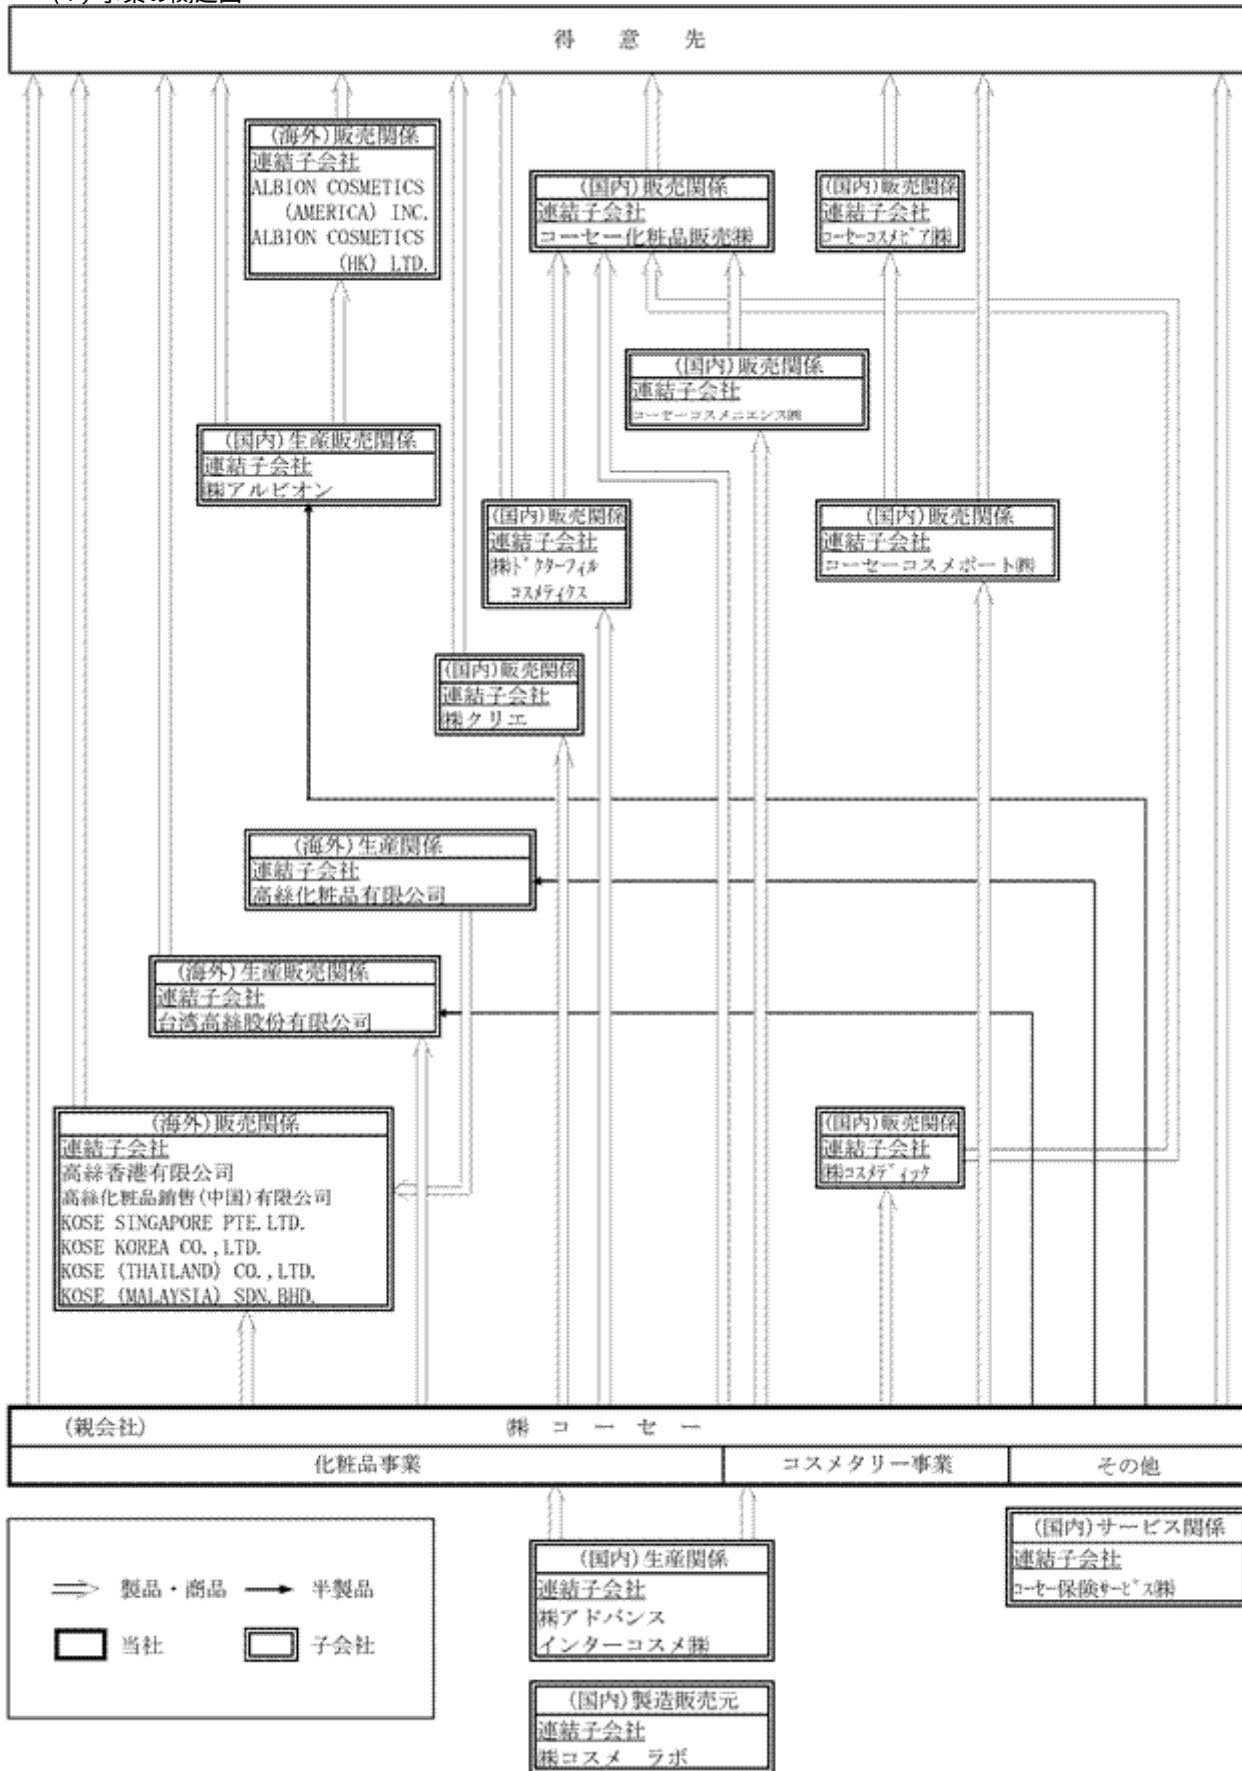 得 意 先
(海外)販売関係
連結子会社
ALBION COSMETICS
(AMERICA) INC.
ALBION COSMETICS
(HK) LTD.
(国内)販売関係
連結子会社
コーセー化粧品販売㈱
(国内)販売関係
連結子会社
コーセーコスメピア㈱
(国内)販売関係
連結子会社
コーセーコスメニエンス㈱
(国内)生産販売関係
連結子会社
㈱アルビオン
(国内)販売関係
連結子会社
㈱ドクターフィル
コスメティクス
(国内)販売関係
連結子会社
コーセーコスメポート㈱
(国内)販売関係
連結子会社
㈱クリエ
(海外)生産関係
連結子会社
高絲化粧品有限公司
(海外)生産販売関係
連結子会社
台湾高絲股份有限公司
(海外)販売関係
連結子会社
高絲香港有限公司
高絲化粧品銷售(中国)有限公司
KOSE SINGAPORE PTE.LTD.
KOSE KOREA CO.,LTD.
KOSE (THAILAND) CO.,LTD.
KOSE (MALAYSIA) SDN.BHD.
(国内)販売関係
連結子会社
㈱コスメディック
(親会社) ㈱ コ ー セ ー
化粧品事業 コスメタリー事業 その他
(国内)サービス関係
連結子会社
コーセー保険サービス㈱
(国内)生産関係
連結子会社
㈱アドバンス
インターコスメ㈱
製品・商品 半製品
当社 子会社
(国内)製造販売元
連結子会社
㈱コスメ ラボ